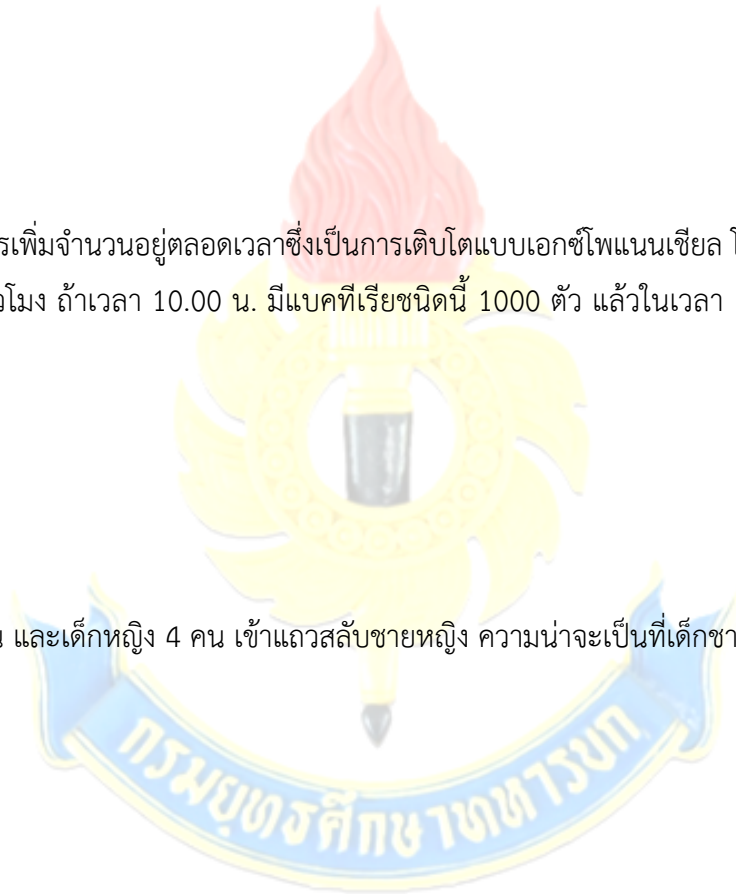 รเพิ่มจำนวนอยู่ตลอดเวลาซึ่งเป็นการเติบโตแบบเอกซ์โพแนนเชียล
วโมง ถ้าเวลา 10.00 น. มีแบคทีเรียชนิดนี้ 1000 ตัว แล้วในเวลา
และเด็กหญิง 4 คน เข้าแถวสลับชายหญิง ความน่าจะเป็นที่เด็กชา
กรมยุทธศึกษาทหารบก